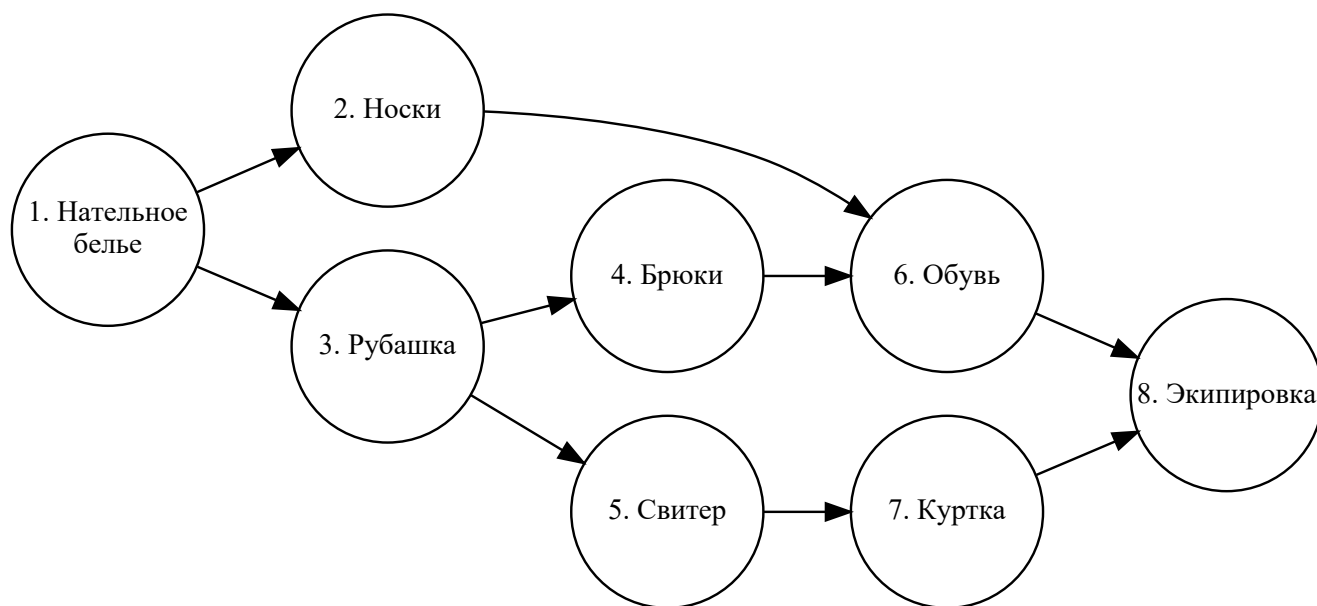 1. Нательное
белье
2. Носки
3. Рубашка
4. Брюки
5. Свитер
6. Обувь
7. Куртка
8. Экипировка